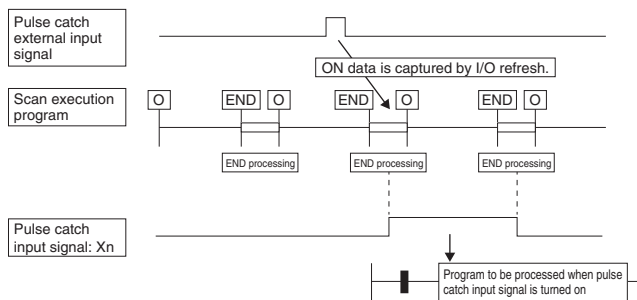 Pulse catch
external input
signal
ON data is captured by I/O refresh.
Scan execution
program
O
END
O
END
O
END
O
END processing
END processing
END processing
Pulse catch
input signal: Xn
Program to be processed when pulse
catch input signal is turned on